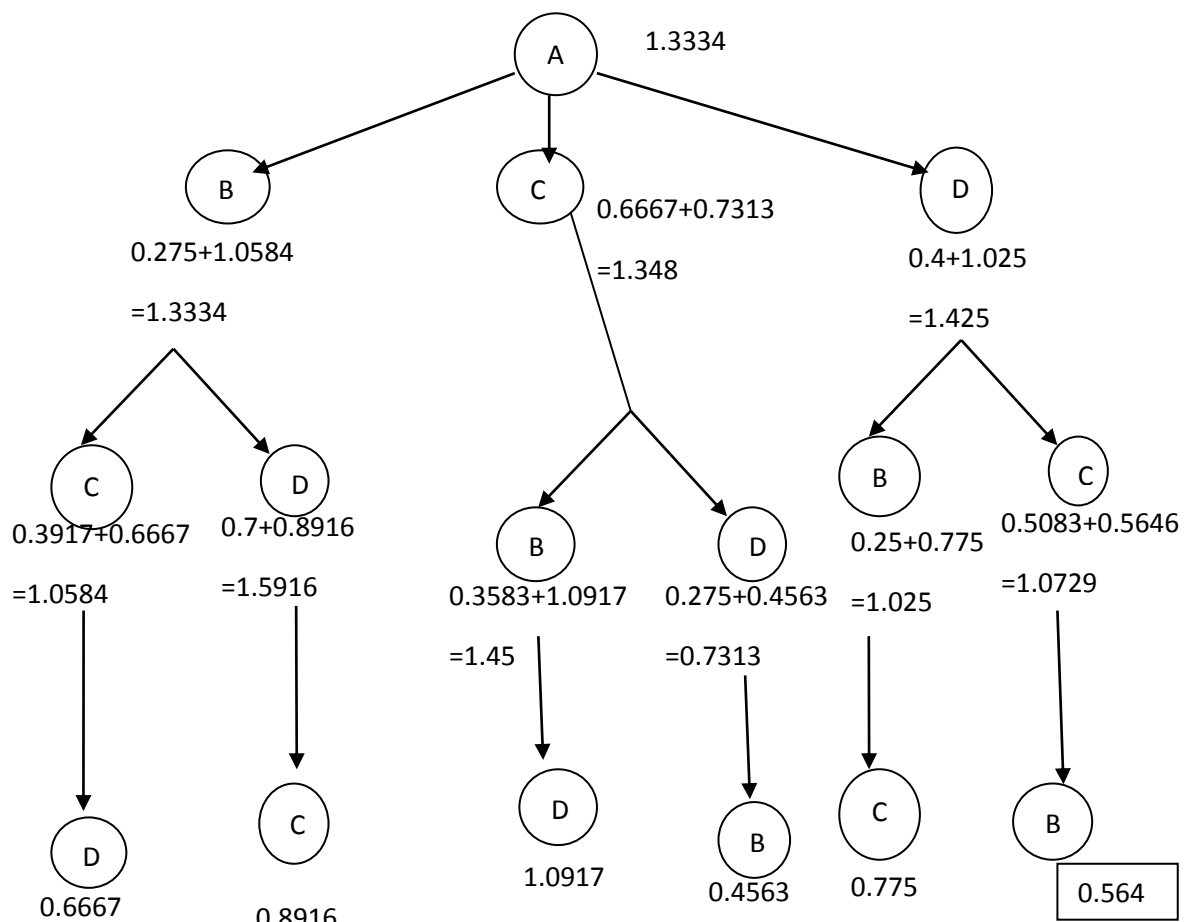 A
1.3334
B
C
D
0.6667+0.7313
0.275+1.0584
0.4+1.025
=1.348
=1.3334
=1.425
C
D
B
C
0.3917+0.6667
0.7+0.8916
B
D
0.25+0.775
0.5083+0.5646
=1.0584
=1.5916
0.3583+1.0917
0.275+0.4563
=1.025
=1.0729
=1.45
=0.7313
D
C
D
B
C
B
0.6667
0.8916
1.0917
0.4563
0.775
0.564